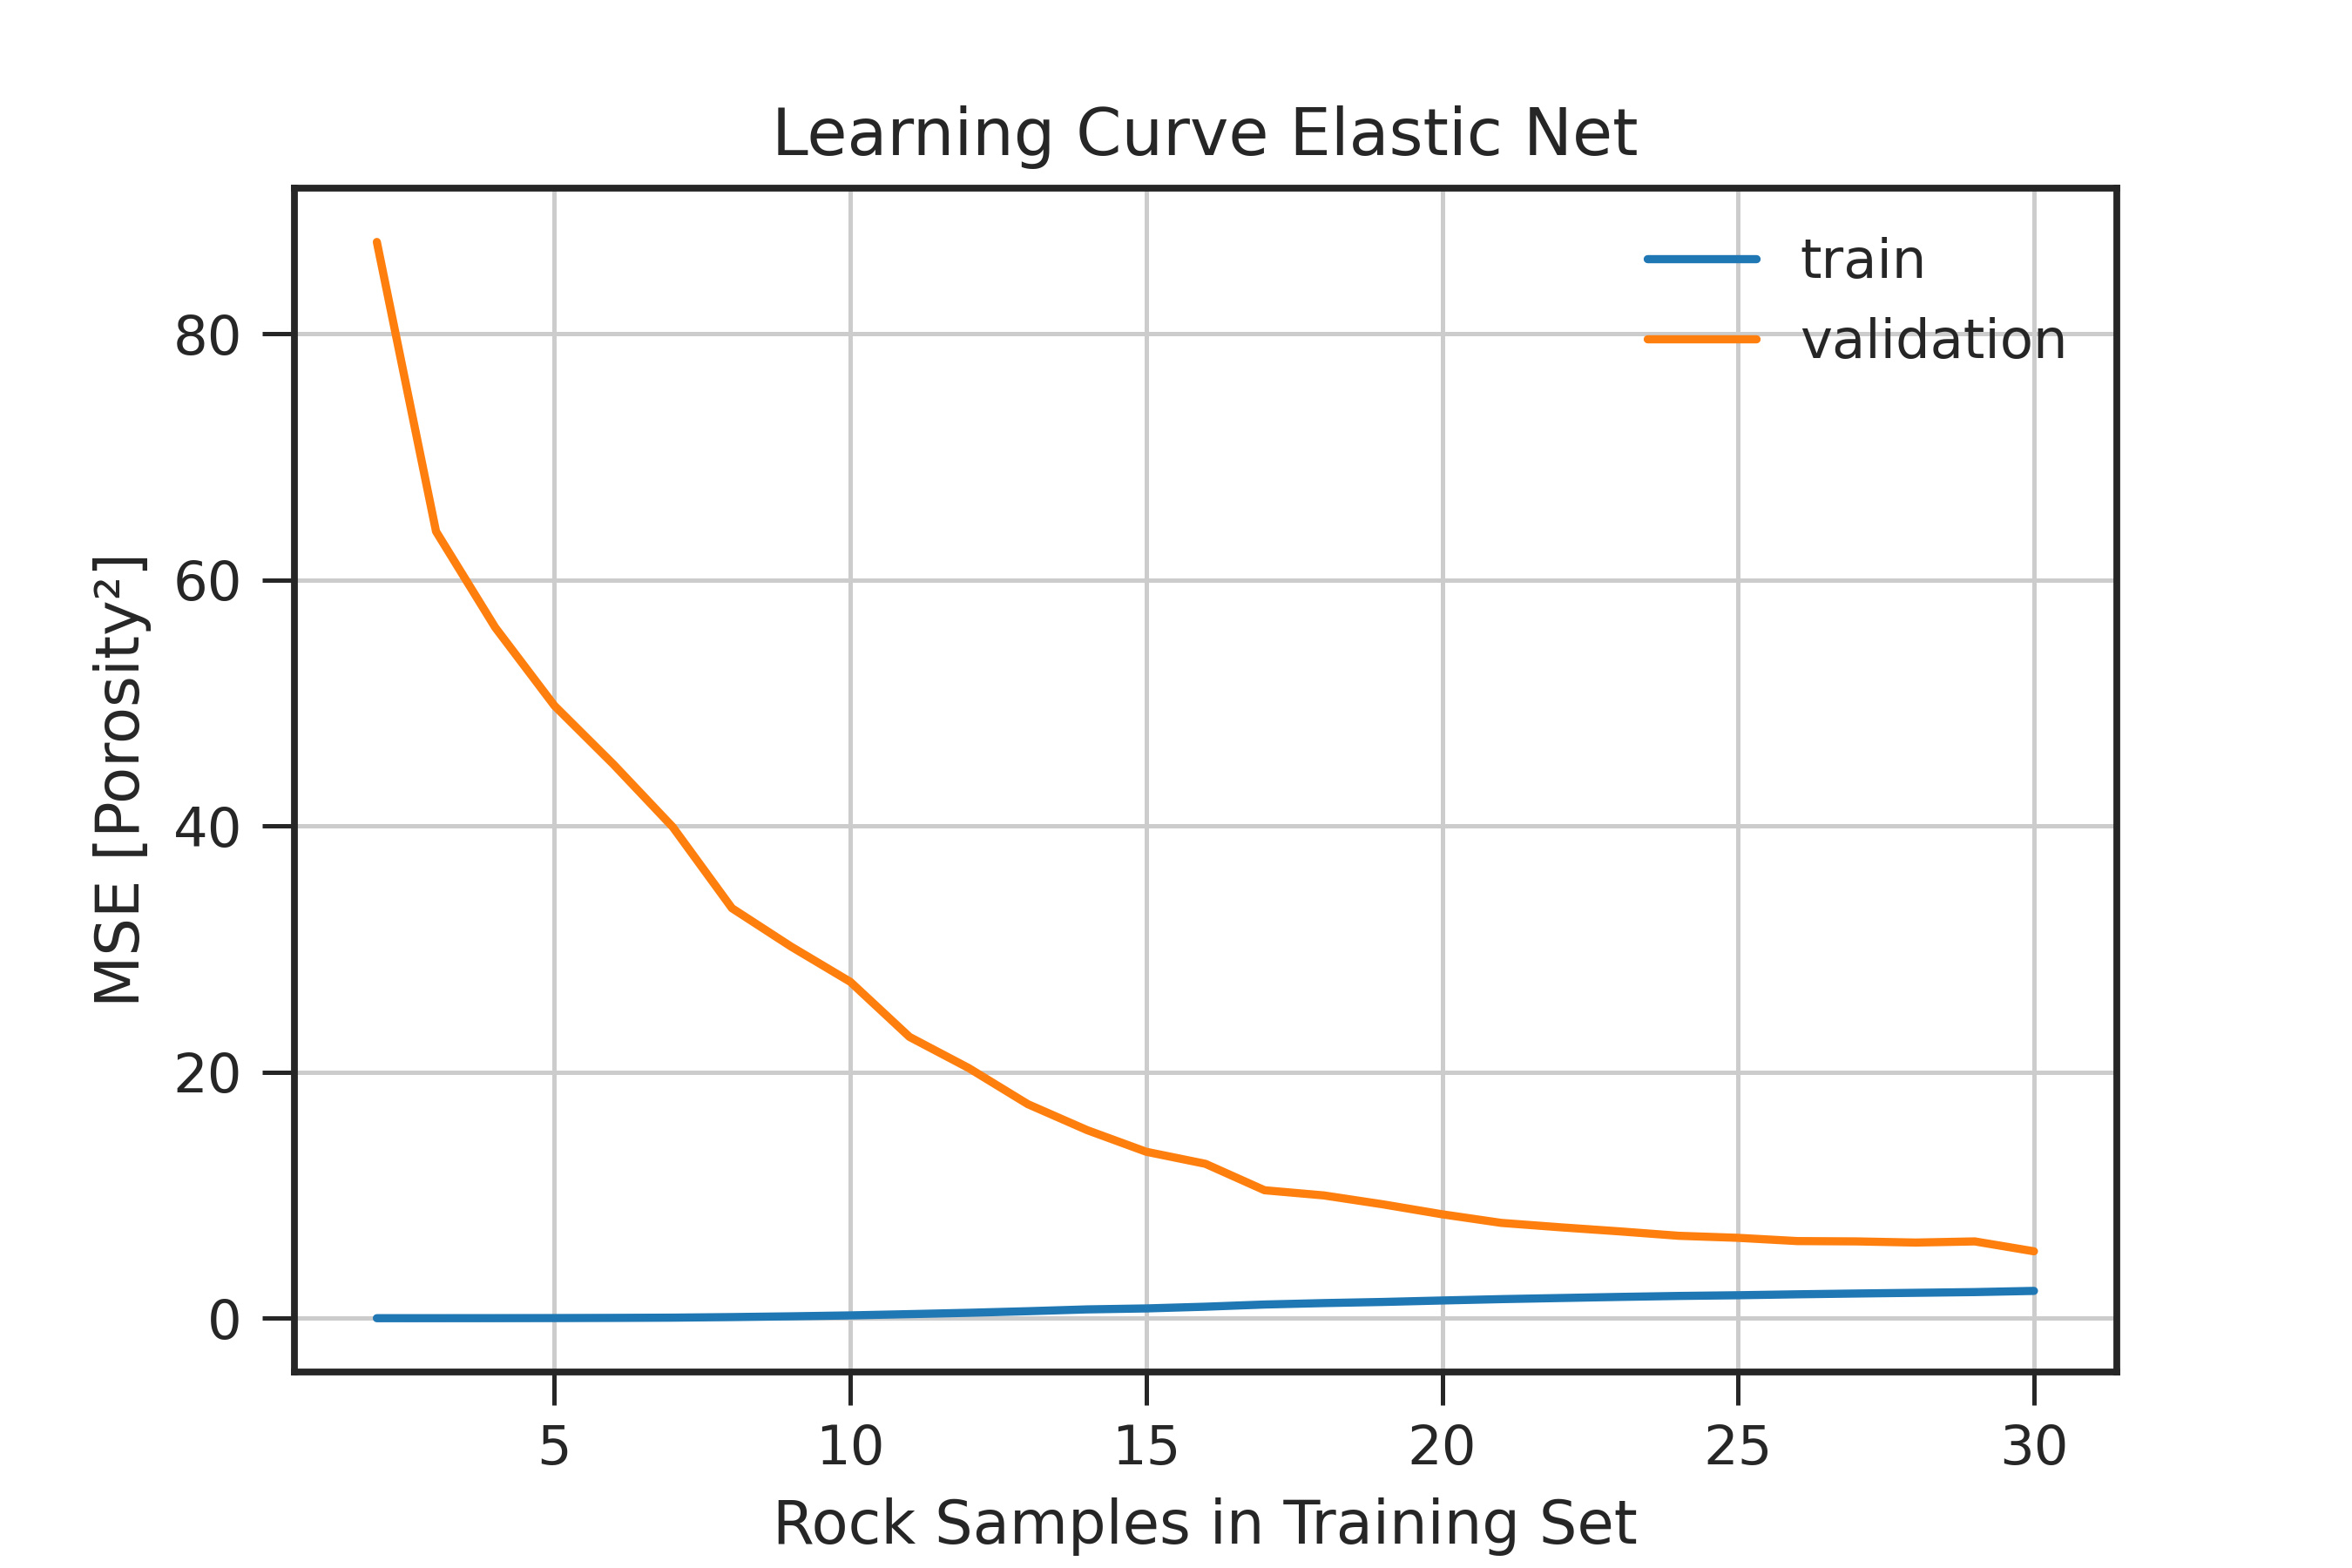 Learning Curve Elastic Net
train
validation
MSE [Porosity²]
80
60
40
20
0
5 10 15 20 25 30
Rock Samples in Training Set